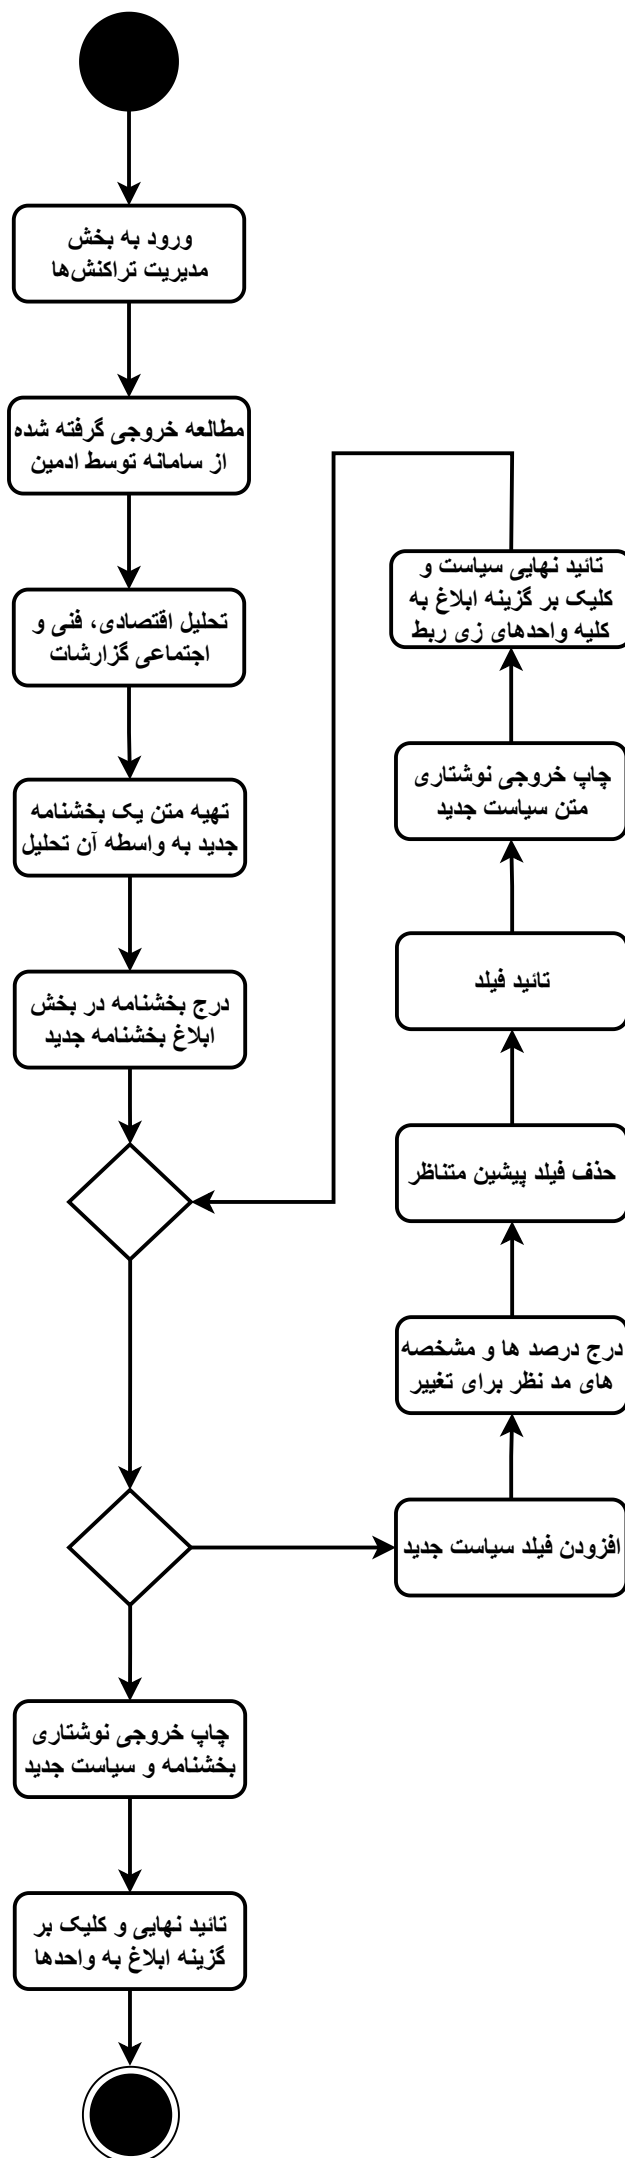 ورود به بخش
مدیریت تراکنش‌ها
مطالعه خروجی گرفته شده
از سامانه توسط ادمین
تحلیل اقتصادی، فنی و
اجتماعی گزارشات
تهیه متن یک بخشنامه
جدید به واسطه آن تحلیل
درج بخشنامه در بخش
ابلاغ بخشنامه جدید
افزودن فیلد سیاست جدید
درج درصد ها و مشخصه
های مد نظر برای تغییر
حذف فیلد پیشین متناظر
تائید فیلد
چاپ خروجی نوشتاری
متن سیاست جدید
تائید نهایی سیاست و
کلیک بر گزینه ابلاغ به
کلیه واحدهای زی ربط
چاپ خروجی نوشتاری
بخشنامه و سیاست جدید
تائید نهایی و کلیک بر
گزینه ابلاغ به واحدها